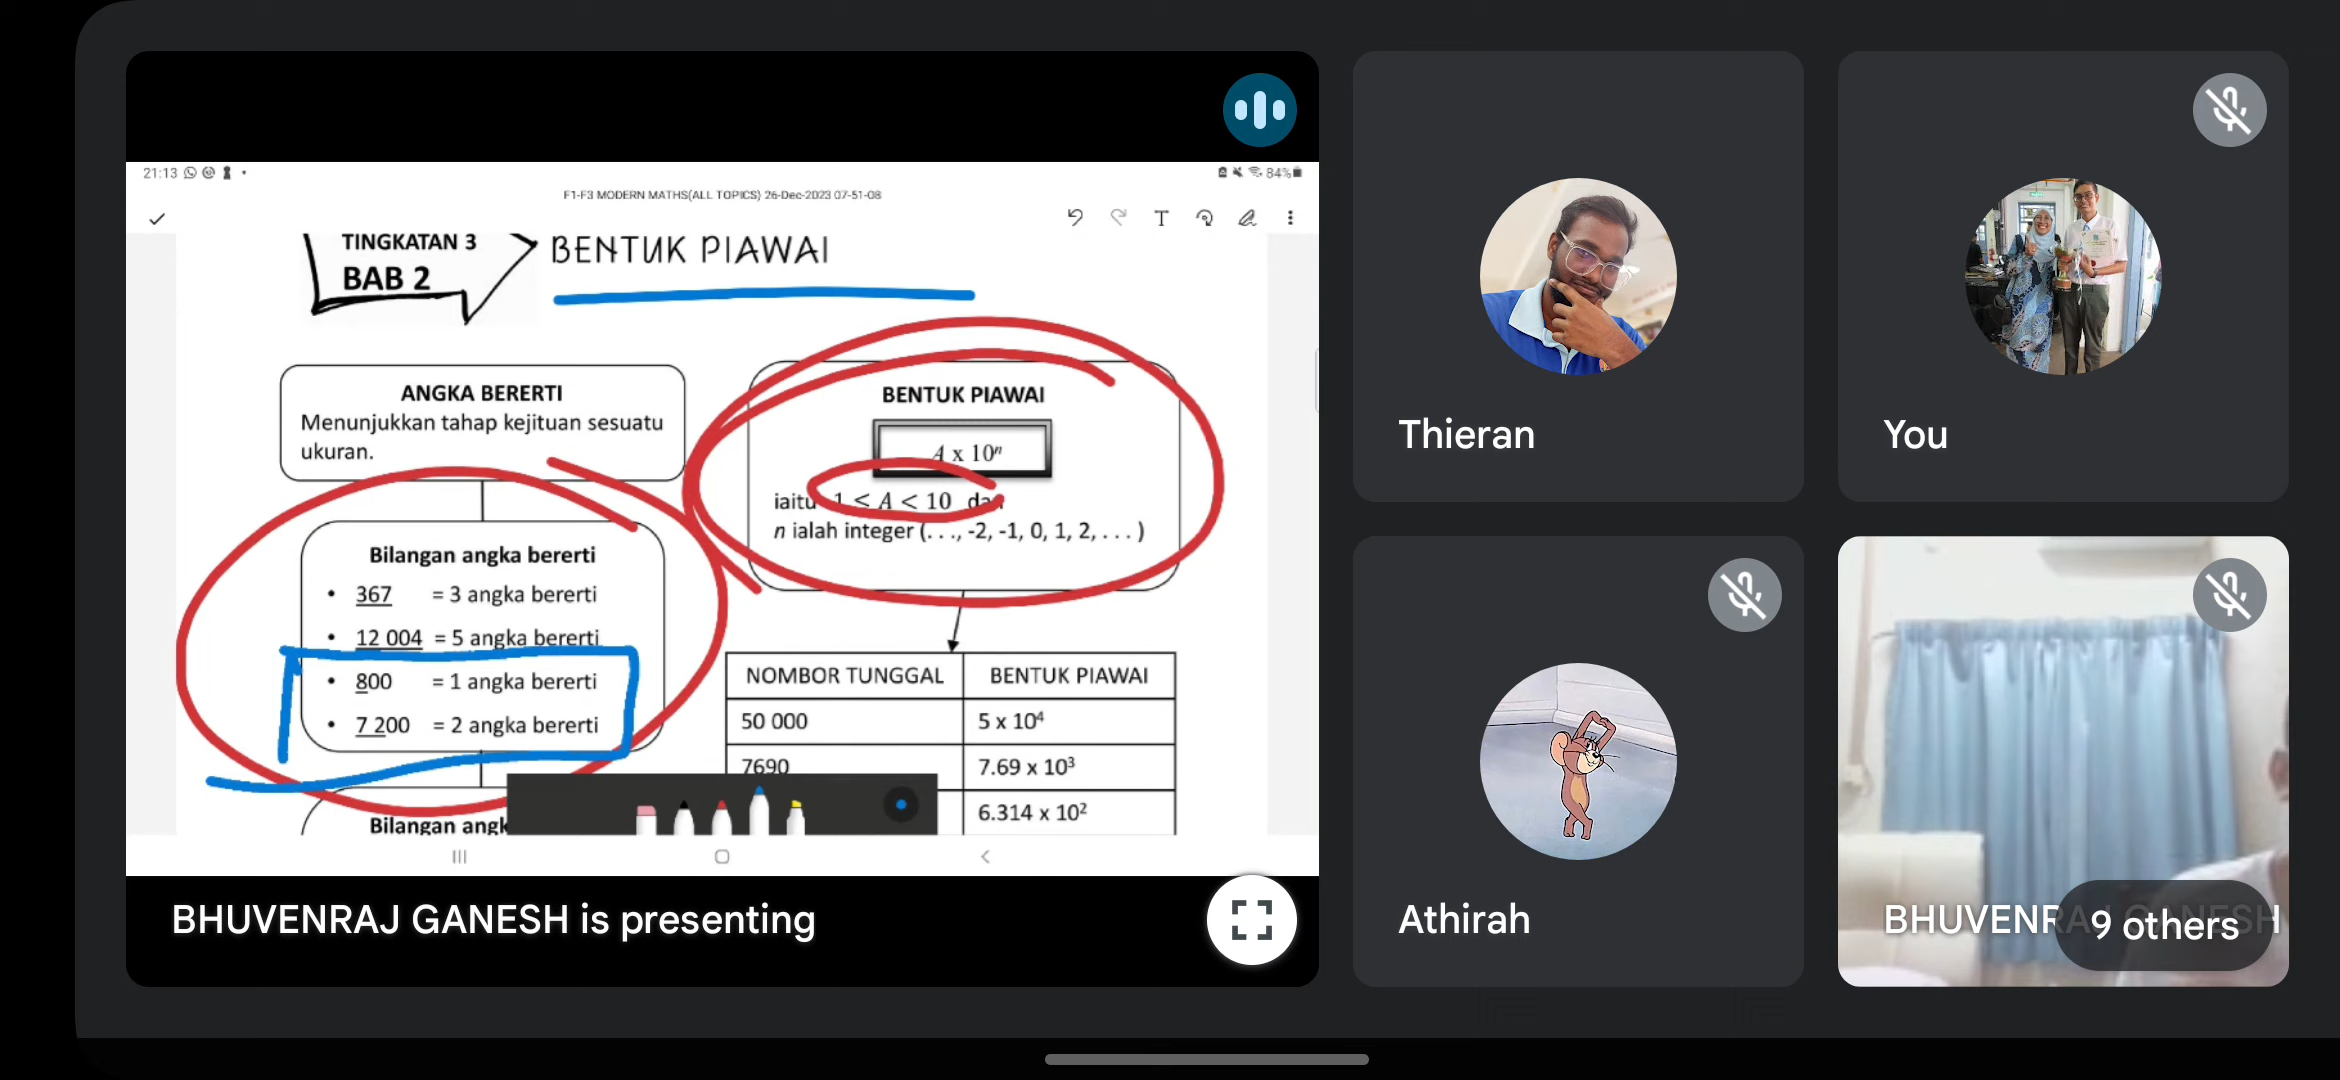 21:13
84%
F1-F3 MODERN MATHS(ALL TOPICS) 26-Dec-2023 07-51-08
T
TINGKATAN 3
BAB 2
BENTUK PIAWAI
ANGKA BERERTI
Menunjukkan tahap kejituan sesuatu
ukuran.
Bilangan angka bererti
• 367 = 3 angka bererti
• 12 004 = 5 angka bererti
• 800 = 1 angka bererti
• 7 200 = 2 angka bererti
Bilangan
BENTUK PIAWAI
A x 10ⁿ
iaitu 1 ≤ A < 10 dan
n ialah integer (. . ., -2, -1, 0, 1, 2, . . . )
NOMBOR TUNGGAL BENTUK PIAWAI
50 000 5 x 10⁴
7690 7.69 x 10³
6.314 x 10²
BHUVENRAJ GANESH is presenting
Thieran
You
Athirah
BHUVENRAJ GANESH
9 others